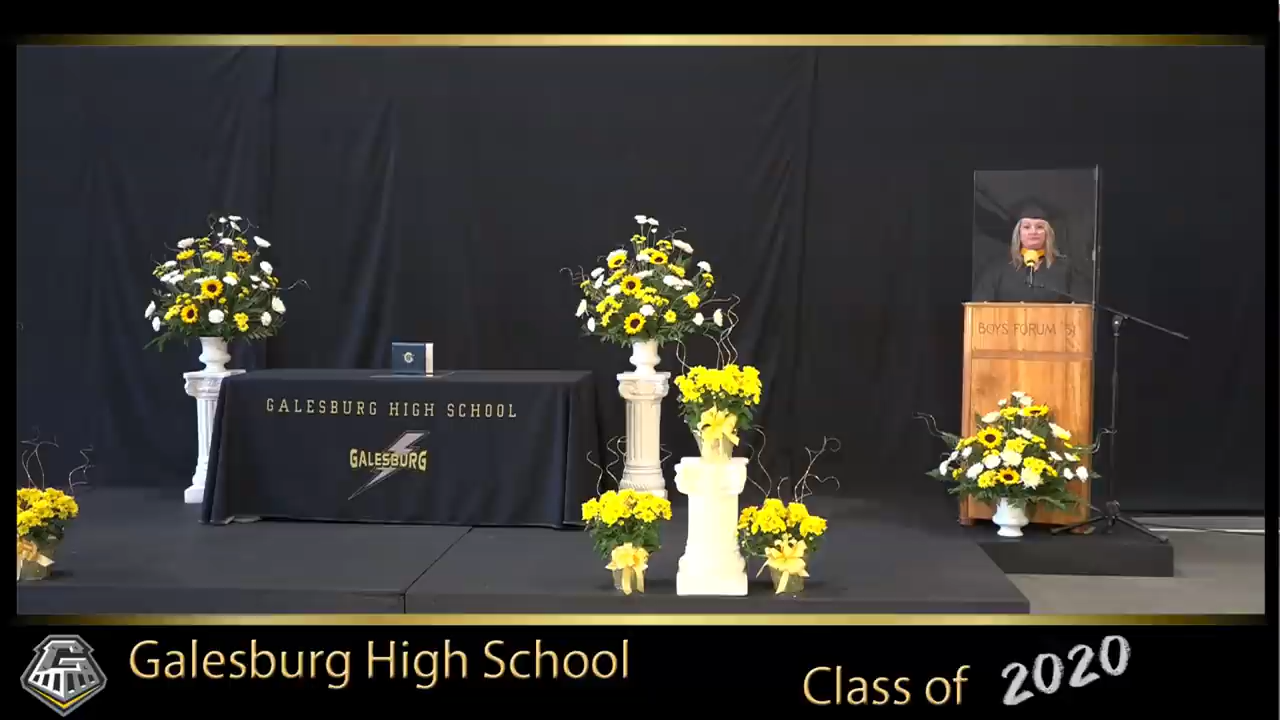 BOYS FORUM '51
GALESBURG HIGH SCHOOL
GALESBURG
Galesburg High School
Class of 2020